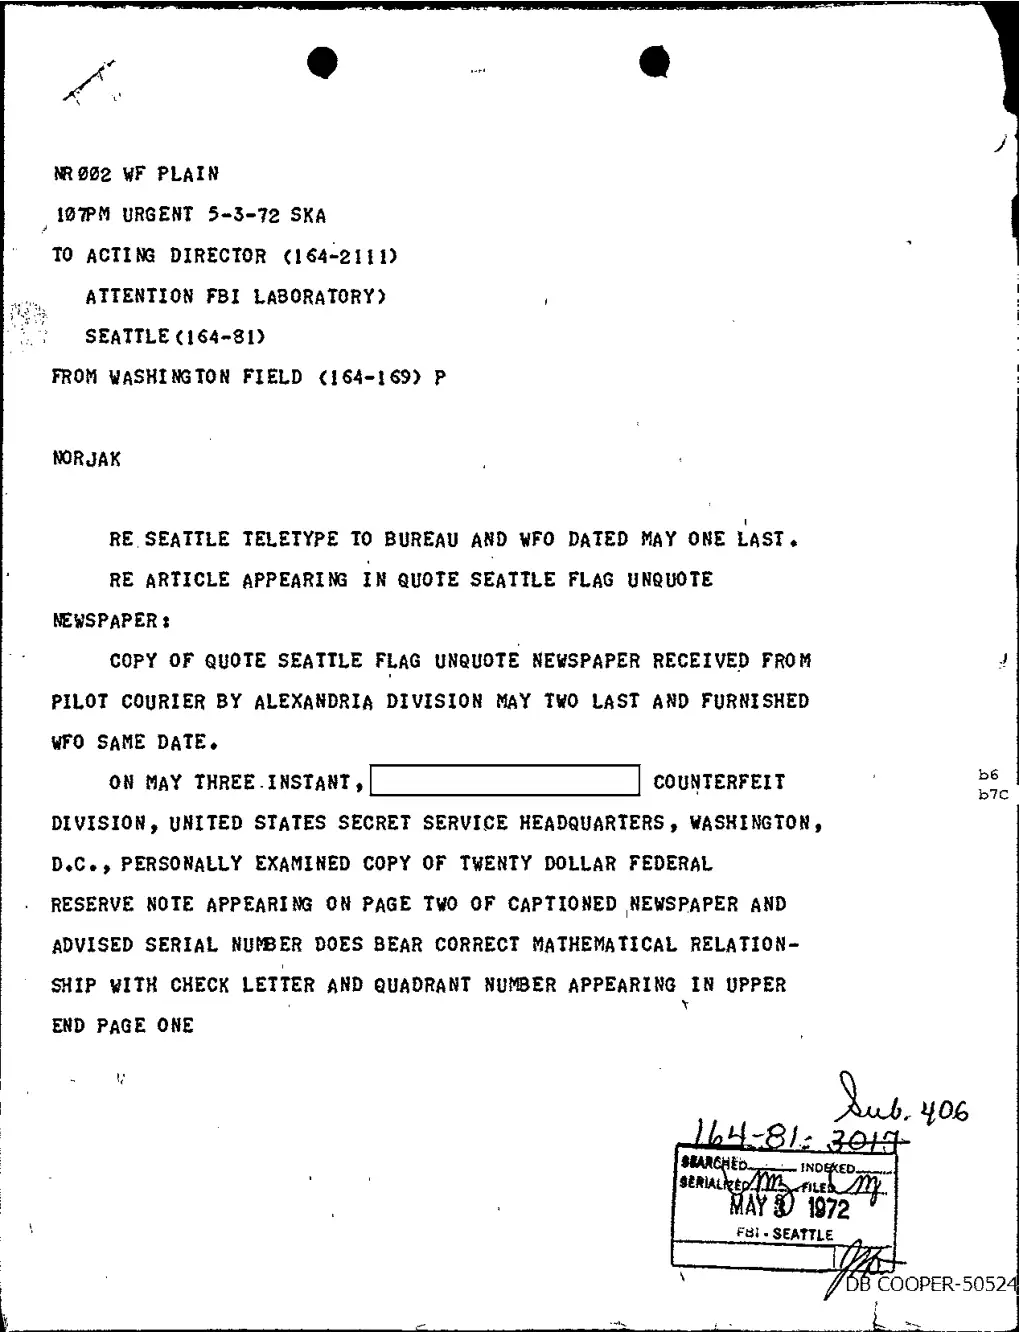 NR002 WF PLAIN
107PM URGENT 5-3-72 SKA
TO ACTING DIRECTOR (164-2111)
ATTENTION FBI LABORATORY)
SEATTLE(164-81)
FROM WASHINGTON FIELD (164-169) P
NORJAK
RE SEATTLE TELETYPE TO BUREAU AND WFO DATED MAY ONE LAST.
RE ARTICLE APPEARING IN QUOTE SEATTLE FLAG UNQUOTE
NEWSPAPER:
COPY OF QUOTE SEATTLE FLAG UNQUOTE NEWSPAPER RECEIVED FROM
PILOT COURIER BY ALEXANDRIA DIVISION MAY TWO LAST AND FURNISHED
WFO SAME DATE.
ON MAY THREE INSTANT, COUNTERFEIT
b6
b7C
DIVISION, UNITED STATES SECRET SERVICE HEADQUARTERS, WASHINGTON,
D.C., PERSONALLY EXAMINED COPY OF TWENTY DOLLAR FEDERAL
RESERVE NOTE APPEARING ON PAGE TWO OF CAPTIONED NEWSPAPER AND
ADVISED SERIAL NUMBER DOES BEAR CORRECT MATHEMATICAL RELATION-
SHIP WITH CHECK LETTER AND QUADRANT NUMBER APPEARING IN UPPER
END PAGE ONE
Sub. 406
164-81-3017
SEARCHED INDEXED
SERIALIZED FILED
MAY 3 1972
FBI - SEATTLE
DB COOPER-50524